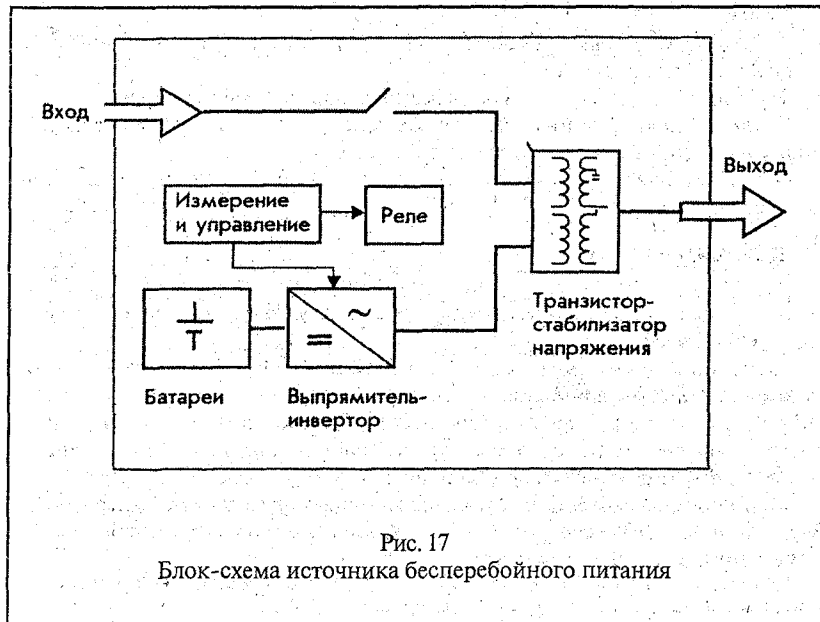 Вход
Выход
Измерение
и управление
Реле
Транзистор-
стабилизатор
напряжения
Батареи
Выпрямитель-
инвертор
Рис. 17
Блок-схема источника бесперебойного питания